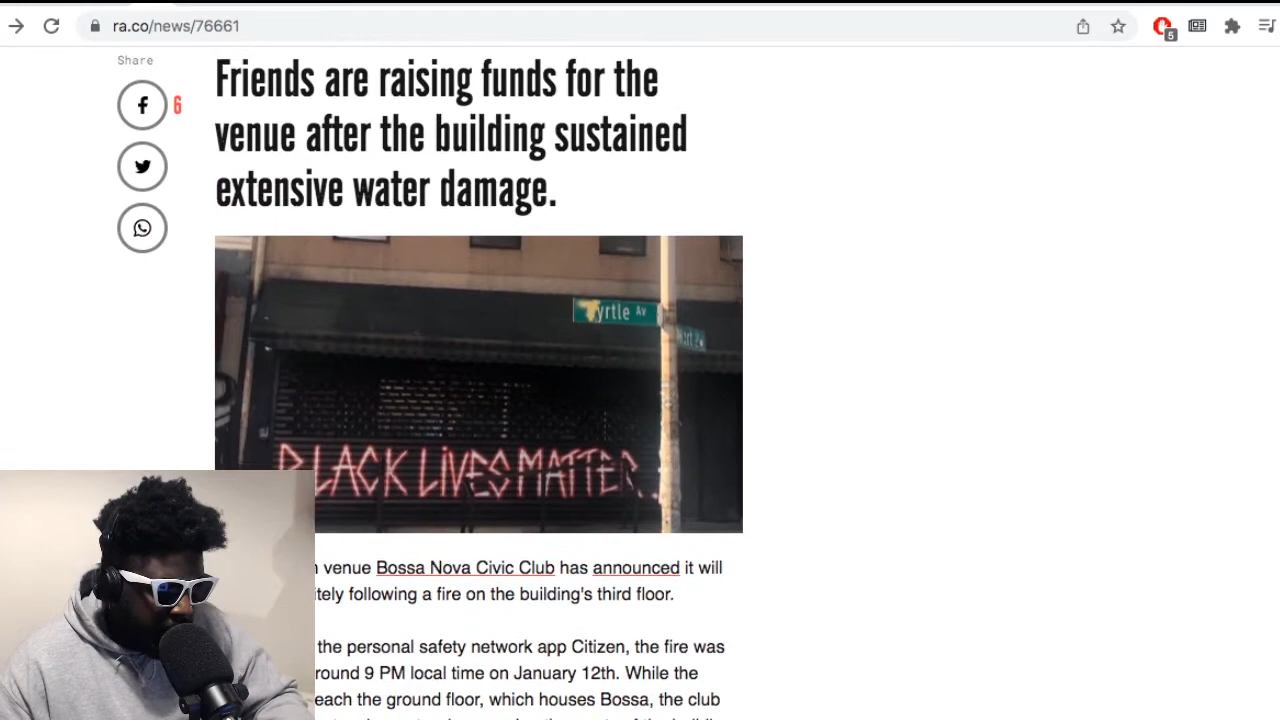 ra.co/news/76661
5
Share
Friends are raising funds for the
6
venue after the building sustained
extensive water damage.
yrtle Av
BLACK LIVES MATTER..
venue Bossa Nova Civic Club has announced it will
following a fire on the building's third floor.
the personal safety network app Citizen, the fire was
9 PM local time on January 12th. While the
the ground floor, which houses Bossa, the club